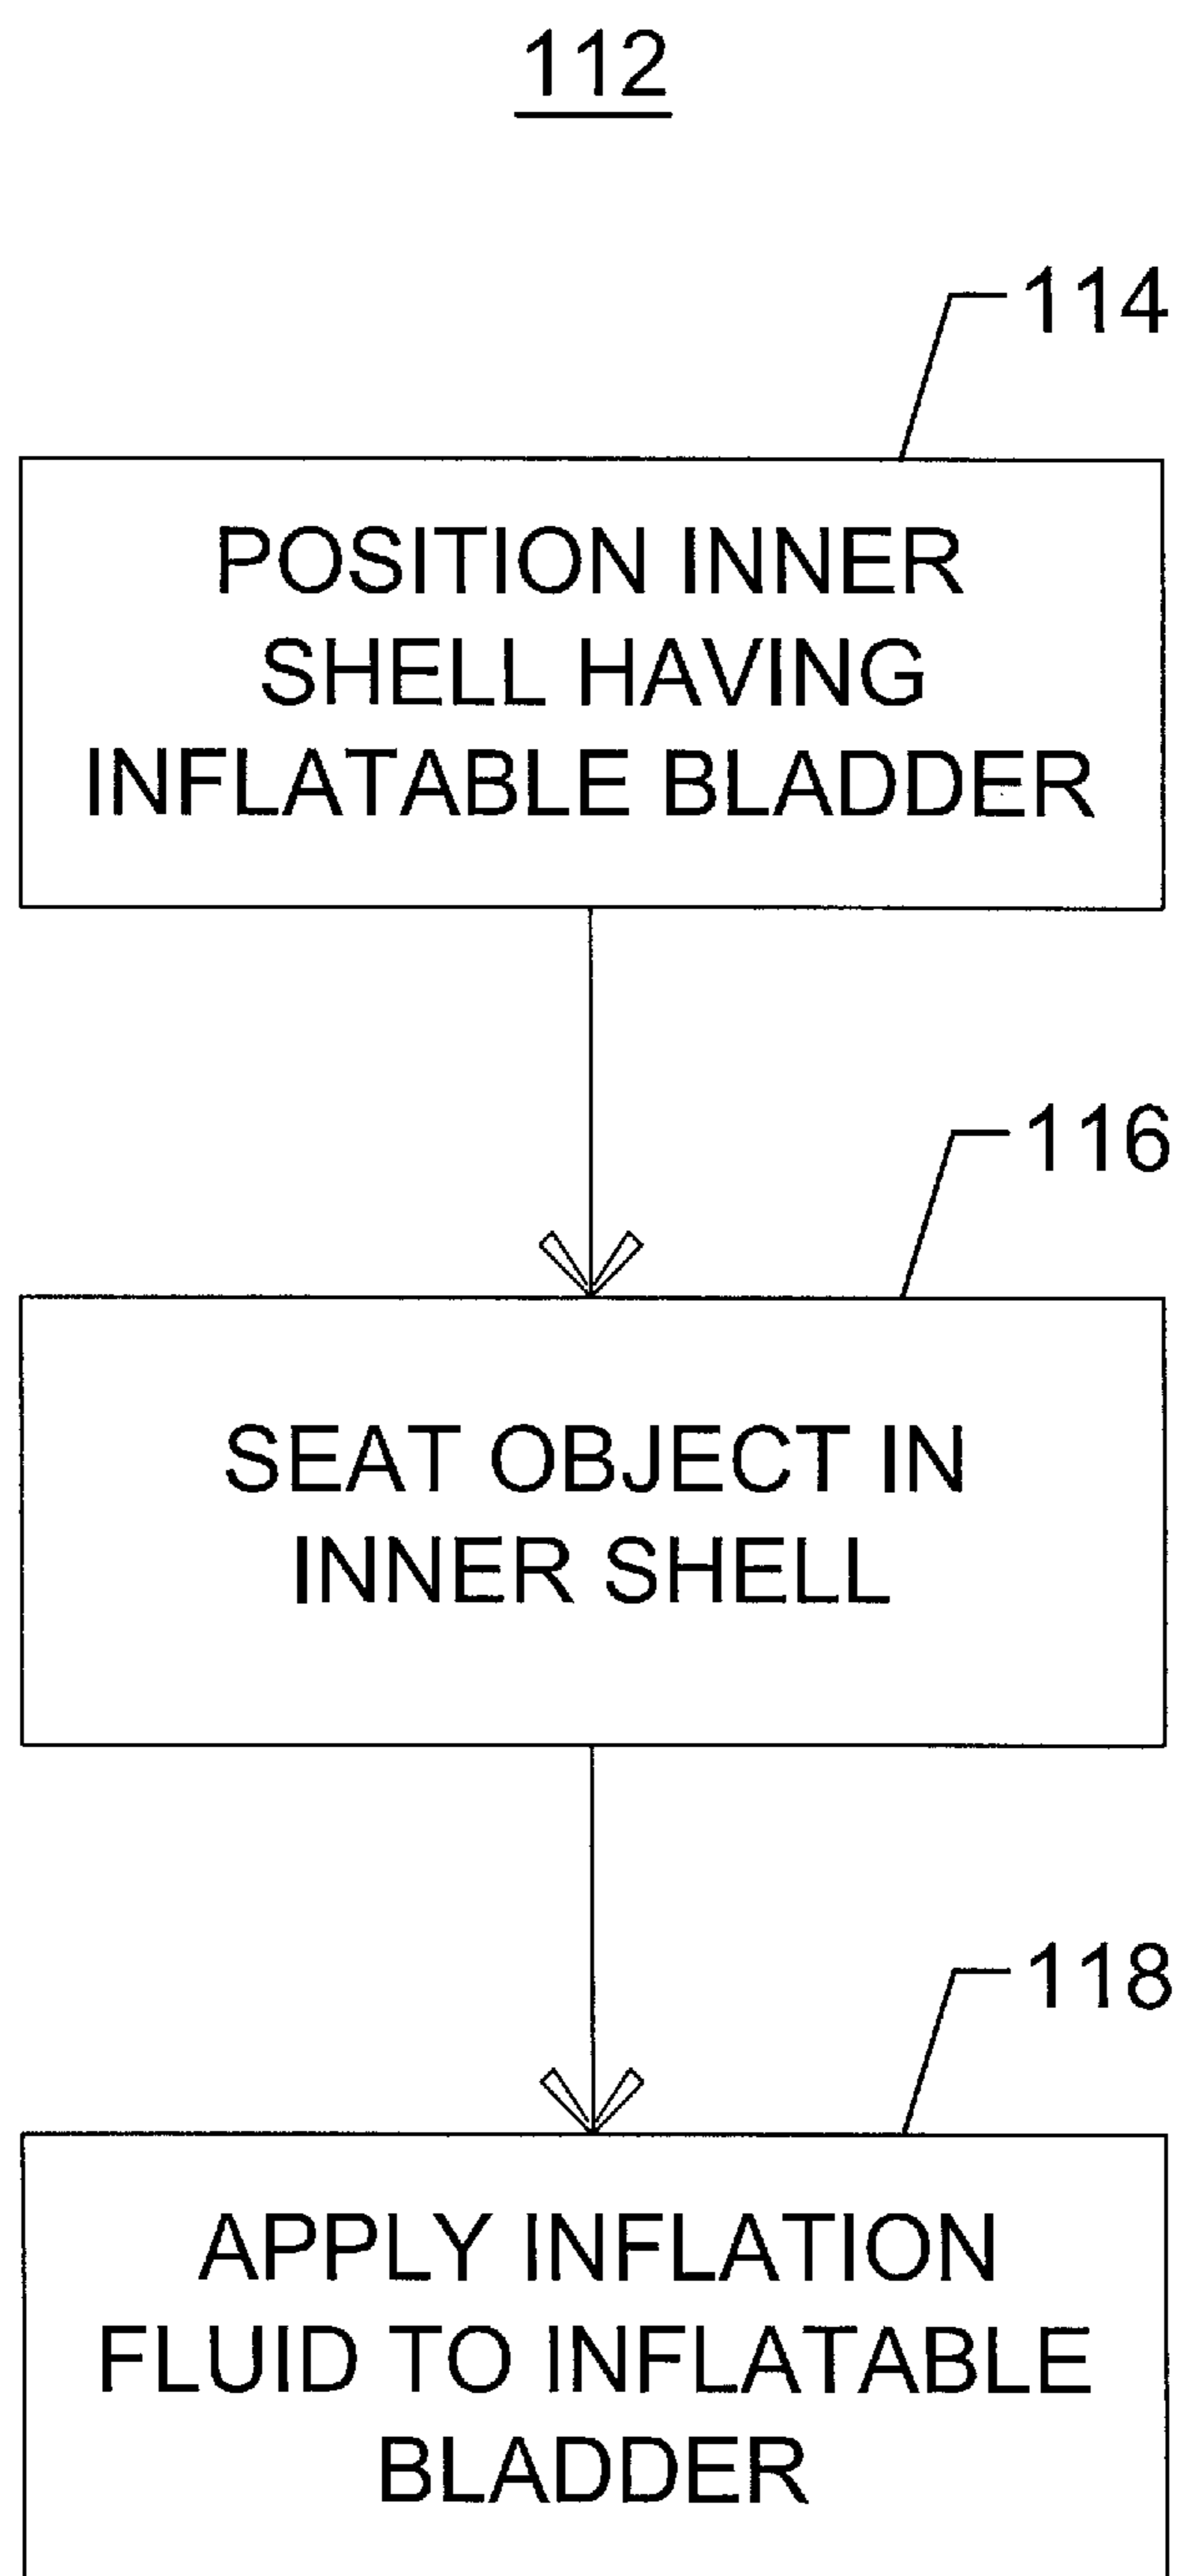 112
114
POSITION INNER
SHELL HAVING
INFLATABLE BLADDER
116
SEAT OBJECT IN
INNER SHELL
118
APPLY INFLATION
FLUID TO INFLATABLE
BLADDER